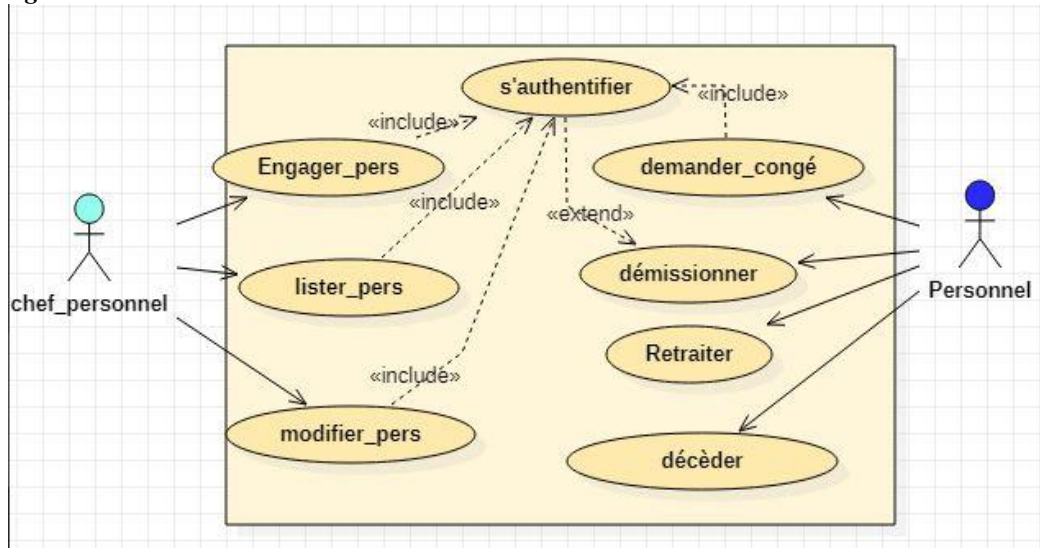 s'authentifier
«include»
«include»
Engager_pers
demander_congé
«include»
«extend»
démissionner
lister_pers
chef_personnel
Personnel
Retraiter
«include»
modifier_pers
décèder